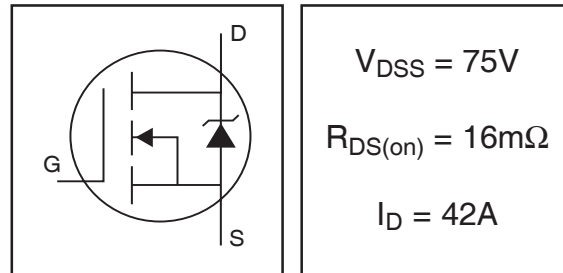 D
G
S
V_DSS = 75V
R_DS(on) = 16mΩ
I_D = 42A